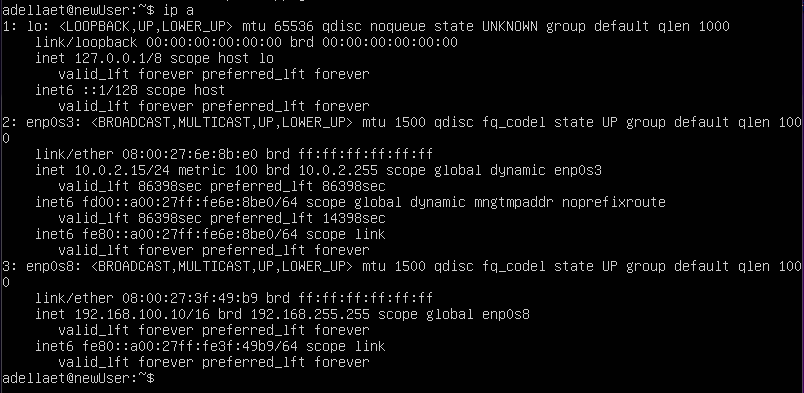 adellaet@newUser:~$ ip a
1: lo: <LOOPBACK,UP,LOWER_UP> mtu 65536 qdisc noqueue state UNKNOWN group default qlen 1000
    link/loopback 00:00:00:00:00:00 brd 00:00:00:00:00:00
    inet 127.0.0.1/8 scope host lo
       valid_lft forever preferred_lft forever
    inet6 ::1/128 scope host
       valid_lft forever preferred_lft forever
2: enp0s3: <BROADCAST,MULTICAST,UP,LOWER_UP> mtu 1500 qdisc fq_codel state UP group default qlen 100
0
    link/ether 08:00:27:6e:8b:e0 brd ff:ff:ff:ff:ff:ff
    inet 10.0.2.15/24 metric 100 brd 10.0.2.255 scope global dynamic enp0s3
       valid_lft 86398sec preferred_lft 86398sec
    inet6 fd00::a00:27ff:fe6e:8be0/64 scope global dynamic mngtmpaddr noprefixroute
       valid_lft 86398sec preferred_lft 14398sec
    inet6 fe80::a00:27ff:fe6e:8be0/64 scope link
       valid_lft forever preferred_lft forever
3: enp0s8: <BROADCAST,MULTICAST,UP,LOWER_UP> mtu 1500 qdisc fq_codel state UP group default qlen 100
0
    link/ether 08:00:27:3f:49:b9 brd ff:ff:ff:ff:ff:ff
    inet 192.168.100.10/16 brd 192.168.255.255 scope global enp0s8
       valid_lft forever preferred_lft forever
    inet6 fe80::a00:27ff:fe3f:49b9/64 scope link
       valid_lft forever preferred_lft forever
adellaet@newUser:~$